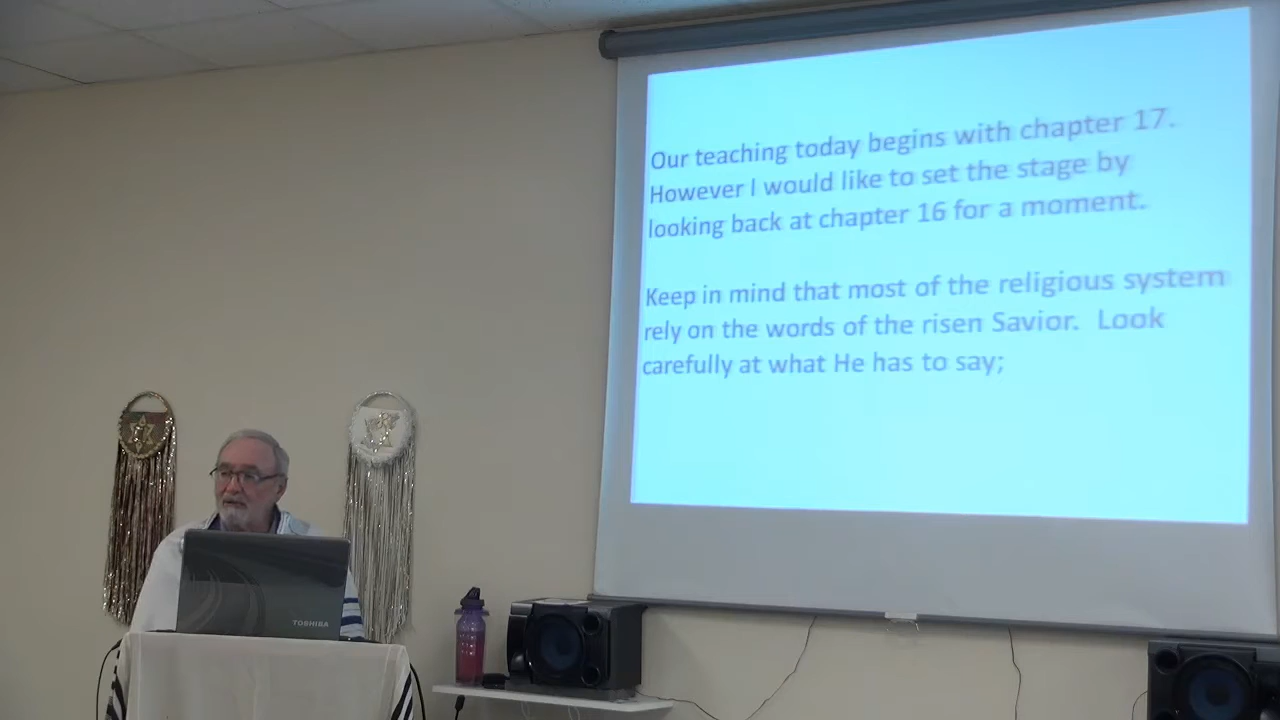 Our teaching today begins with chapter 17.
However I would like to set the stage by
looking back at chapter 16 for a moment.
Keep in mind that most of the religious system
rely on the words of the risen Savior.  Look
carefully at what He has to say;
TOSHIBA